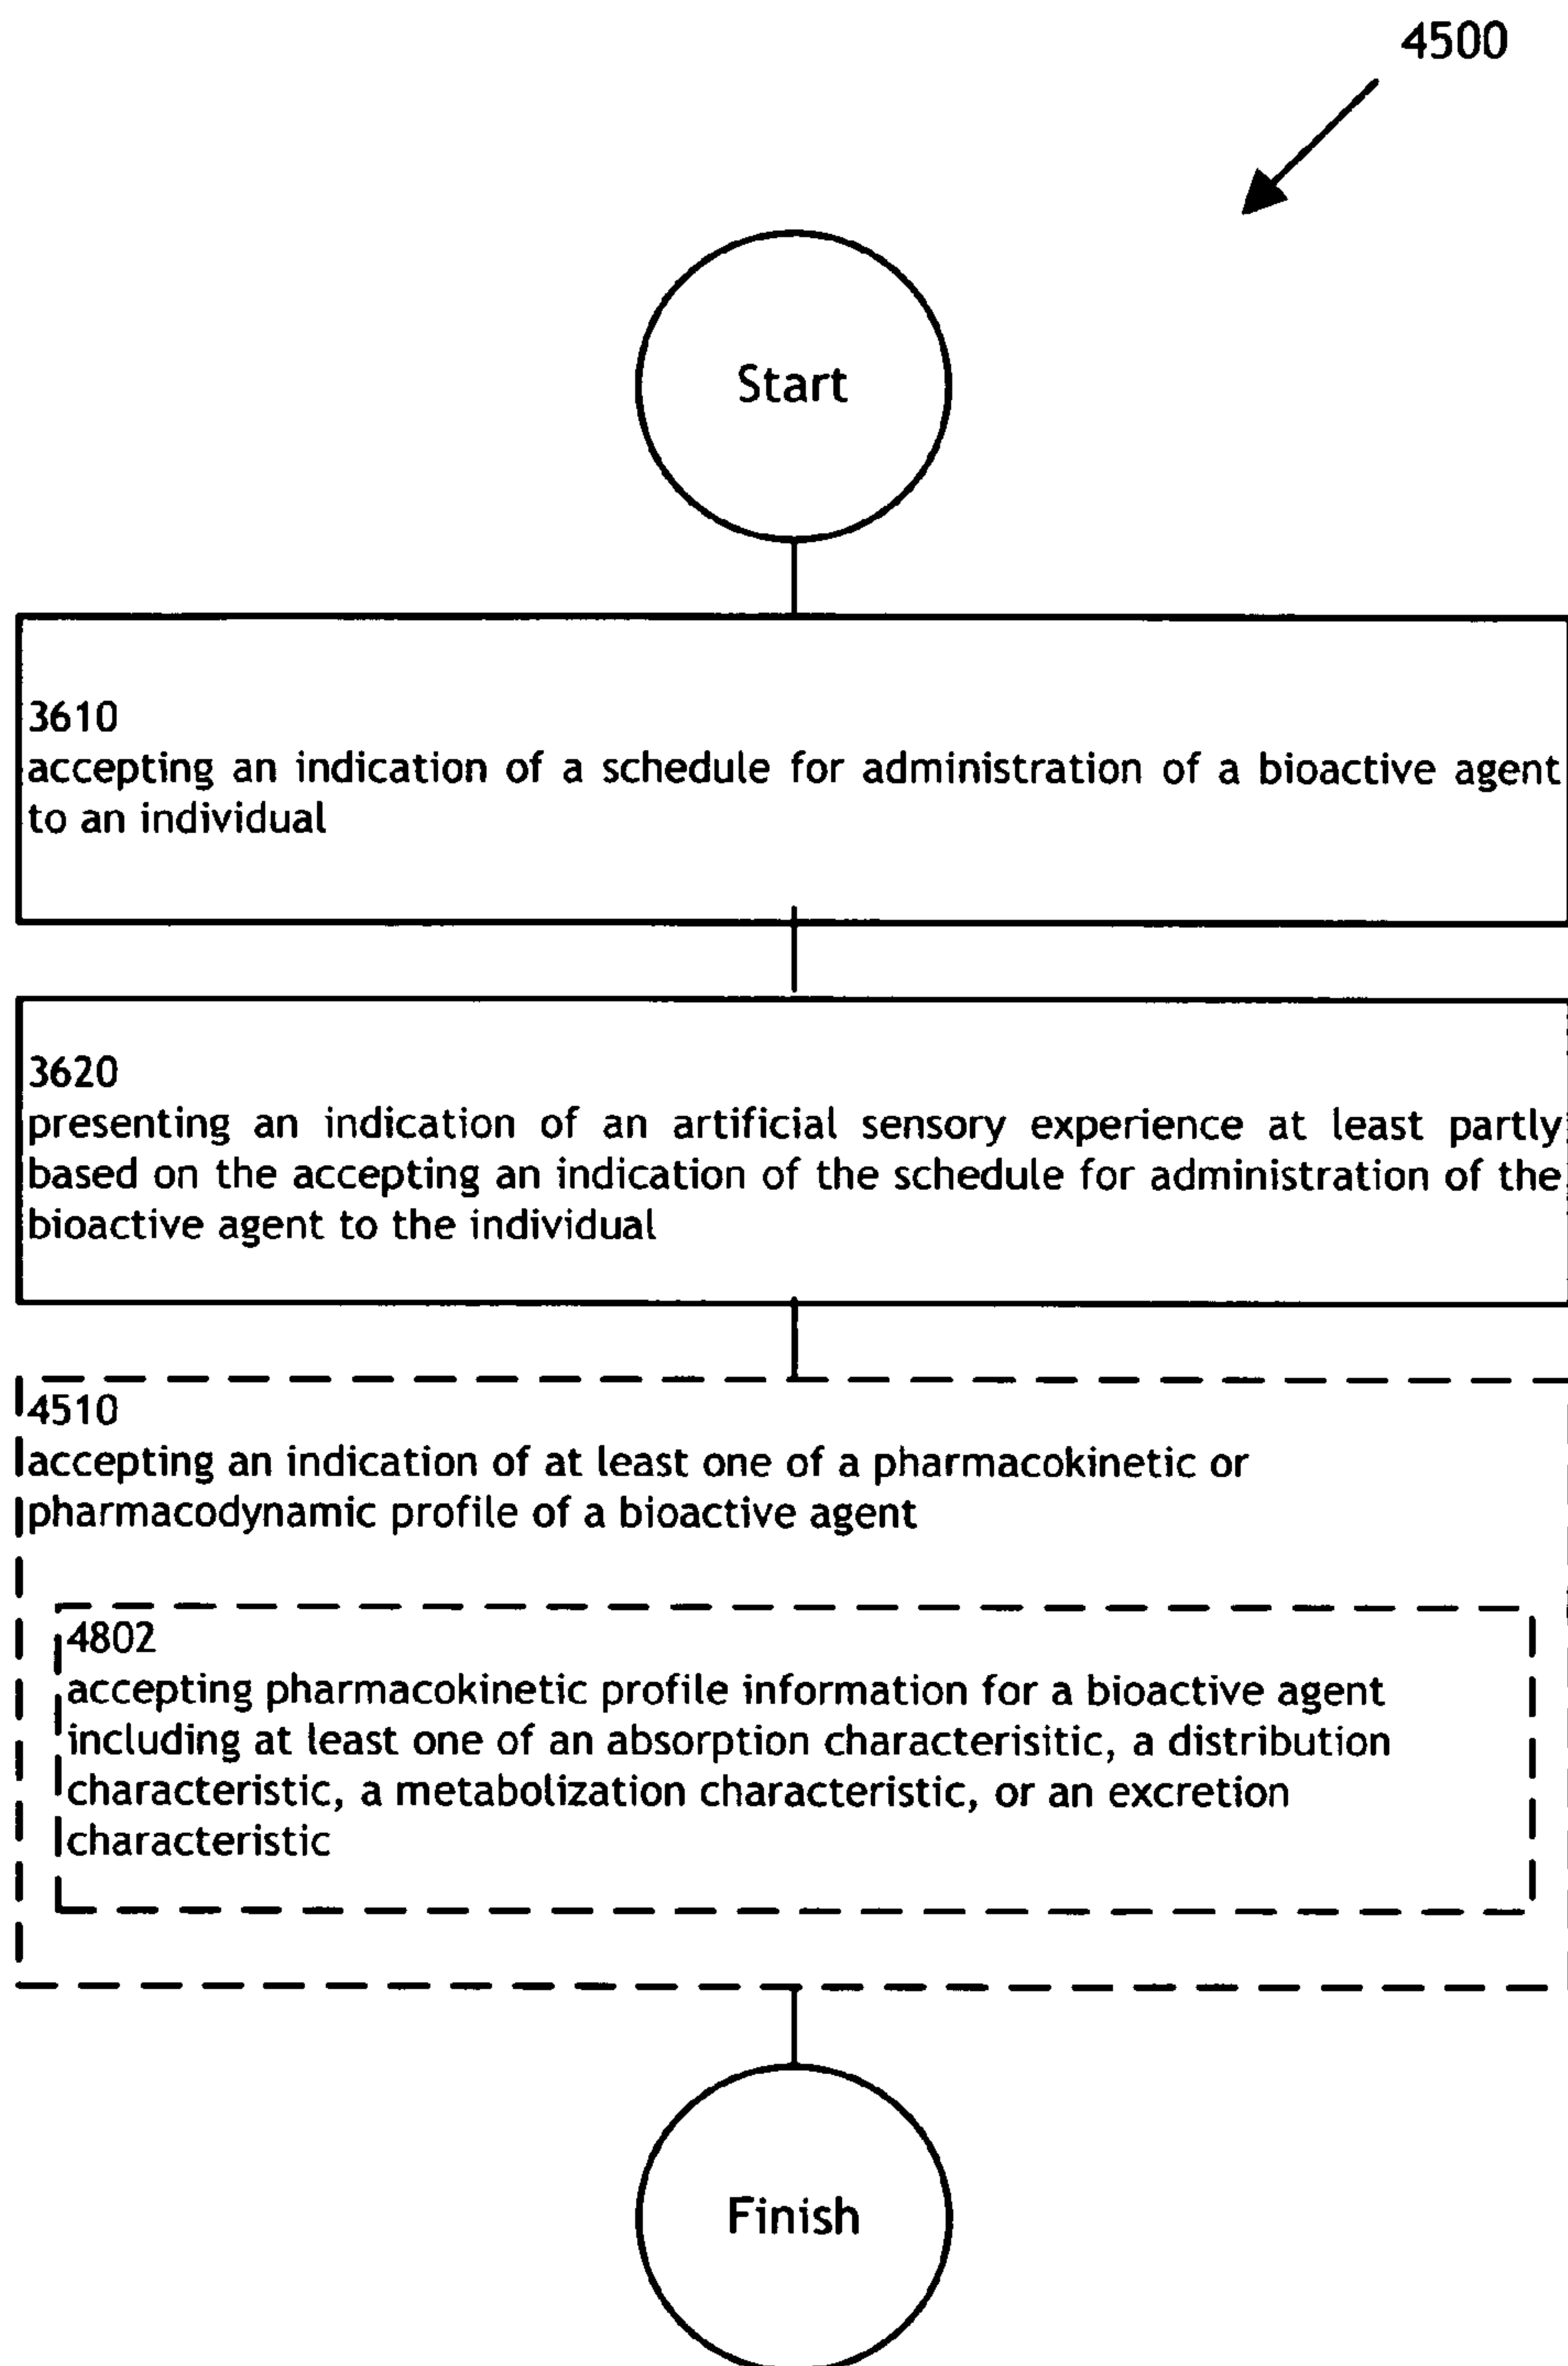 4500
Start
3610
accepting an indication of a schedule for administration of a bioactive agent
to an individual
3620
presenting an indication of an artificial sensory experience at least partly
based on the accepting an indication of the schedule for administration of the
bioactive agent to the individual
4510
accepting an indication of at least one of a pharmacokinetic or
pharmacodynamic profile of a bioactive agent
4802
accepting pharmacokinetic profile information for a bioactive agent
including at least one of an absorption characterisitic, a distribution
characteristic, a metabolization characteristic, or an excretion
characteristic
Finish